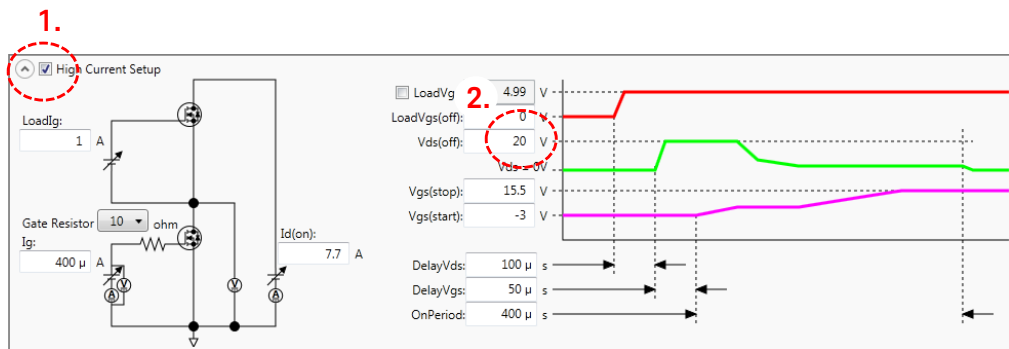 1.
High Current Setup
LoadIg:
1 A
Gate Resistor 10 ohm
Ig:
400 µ A
A
V
V
A
Id(on):
7.7 A
2.
LoadVg 4.99 V
LoadVgs(off): 0 V
Vds(off): 20 V
Vds = 0V
Vgs(stop): 15.5 V
Vgs(start): -3 V
DelayVds: 100 µ s
DelayVgs: 50 µ s
OnPeriod: 400 µ s